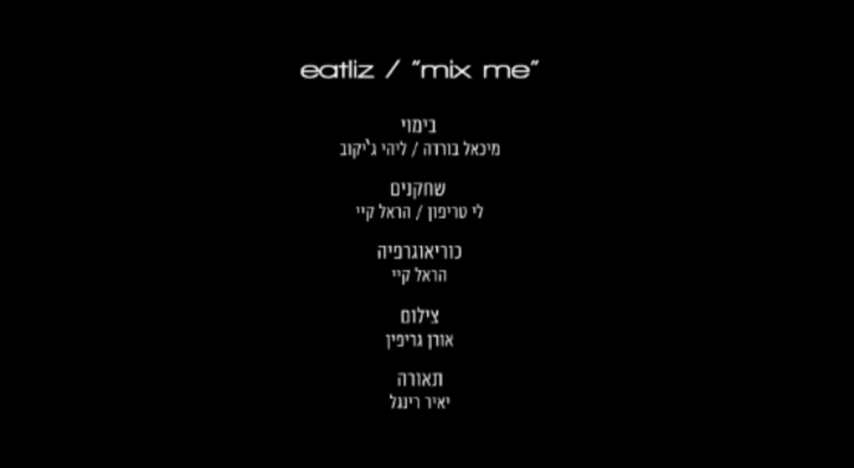 eatliz / "mix me"
בימוי
מיכאל בורדה / ליהי ג'יקוב
שחקנים
לי טריפון / הראל קיי
כוריאוגרפיה
הראל קיי
צילום
אורן גריפין
תאורה
יאיר רינגל